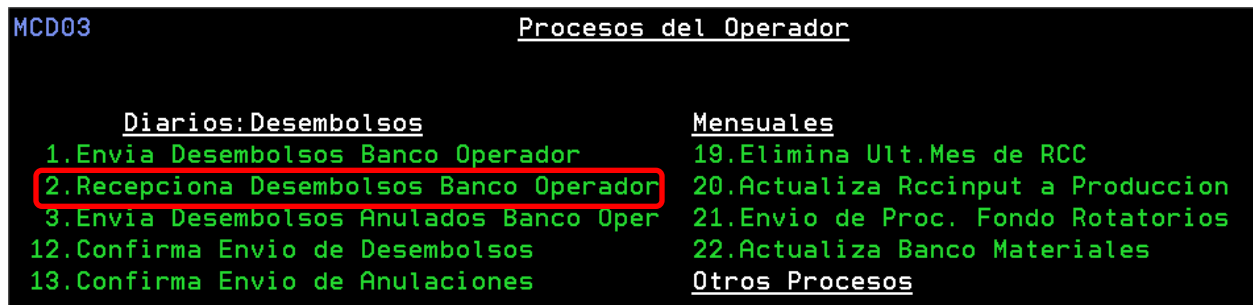 MCD03 Procesos del Operador
Diarios:Desembolsos
1.Envia Desembolsos Banco Operador
2.Recepciona Desembolsos Banco Operador
3.Envia Desembolsos Anulados Banco Oper
12.Confirma Envio de Desembolsos
13.Confirma Envio de Anulaciones
Mensuales
19.Elimina Ult.Mes de RCC
20.Actualiza Rccinput a Produccion
21.Envio de Proc. Fondo Rotatorios
22.Actualiza Banco Materiales
Otros Procesos